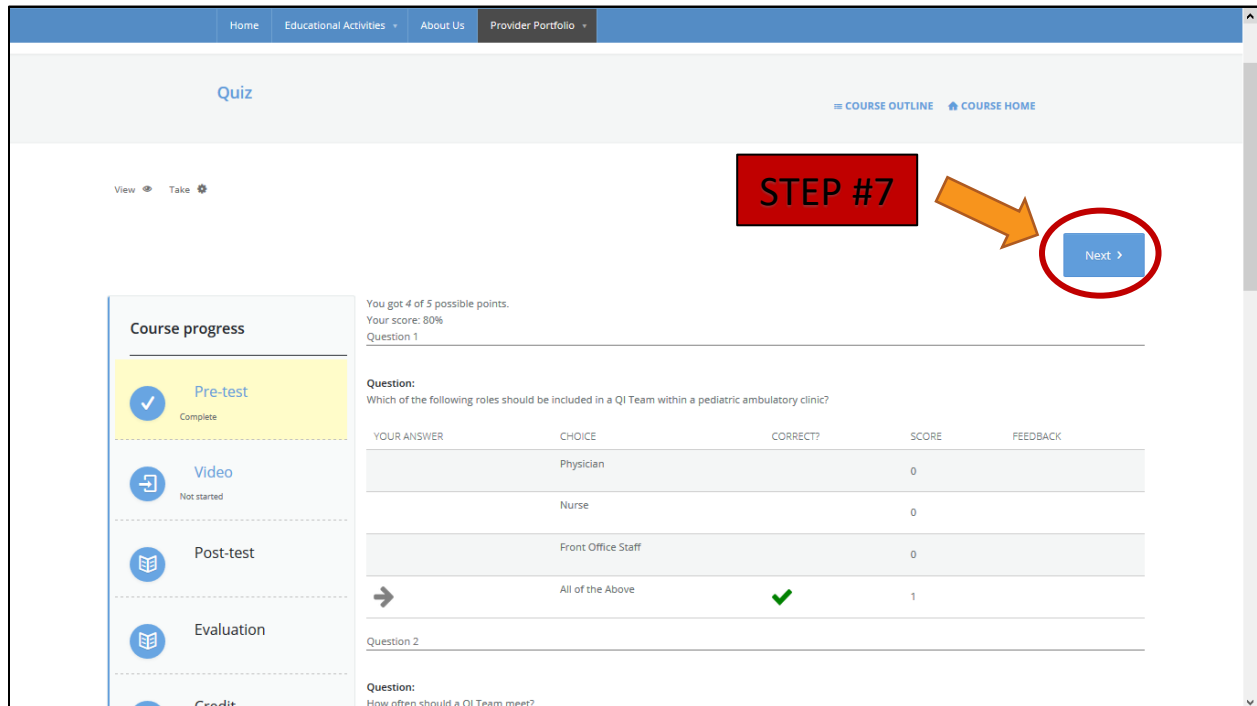 Home Educational Activities About Us Provider Portfolio
Quiz
COURSE OUTLINE COURSE HOME
View Take
STEP #7
Next
Course progress
Pre-test
Complete
Video
Not started
Post-test
Evaluation
Credit
You got 4 of 5 possible points.
Your score: 80%
Question 1
Question:
Which of the following roles should be included in a QI Team within a pediatric ambulatory clinic?
YOUR ANSWER CHOICE CORRECT? SCORE FEEDBACK
Physician 0
Nurse 0
Front Office Staff 0
All of the Above 1
Question 2
Question:
How often should a QI Team meet?